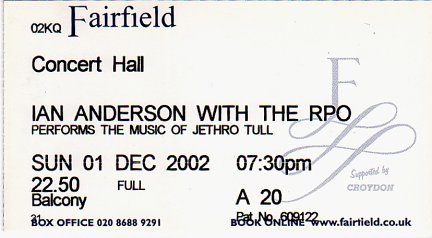 02KQ Fairfield
Concert Hall
F
IAN ANDERSON WITH THE RPO
PERFORMS THE MUSIC OF JETHRO TULL
SUN 01 DEC 2002 07:30pm
22.50 FULL
Supported by
CROYDON
Balcony A 20
31 Pat. No. 609122
BOX OFFICE 020 8688 9291 BOOK ONLINE www.fairfield.co.uk